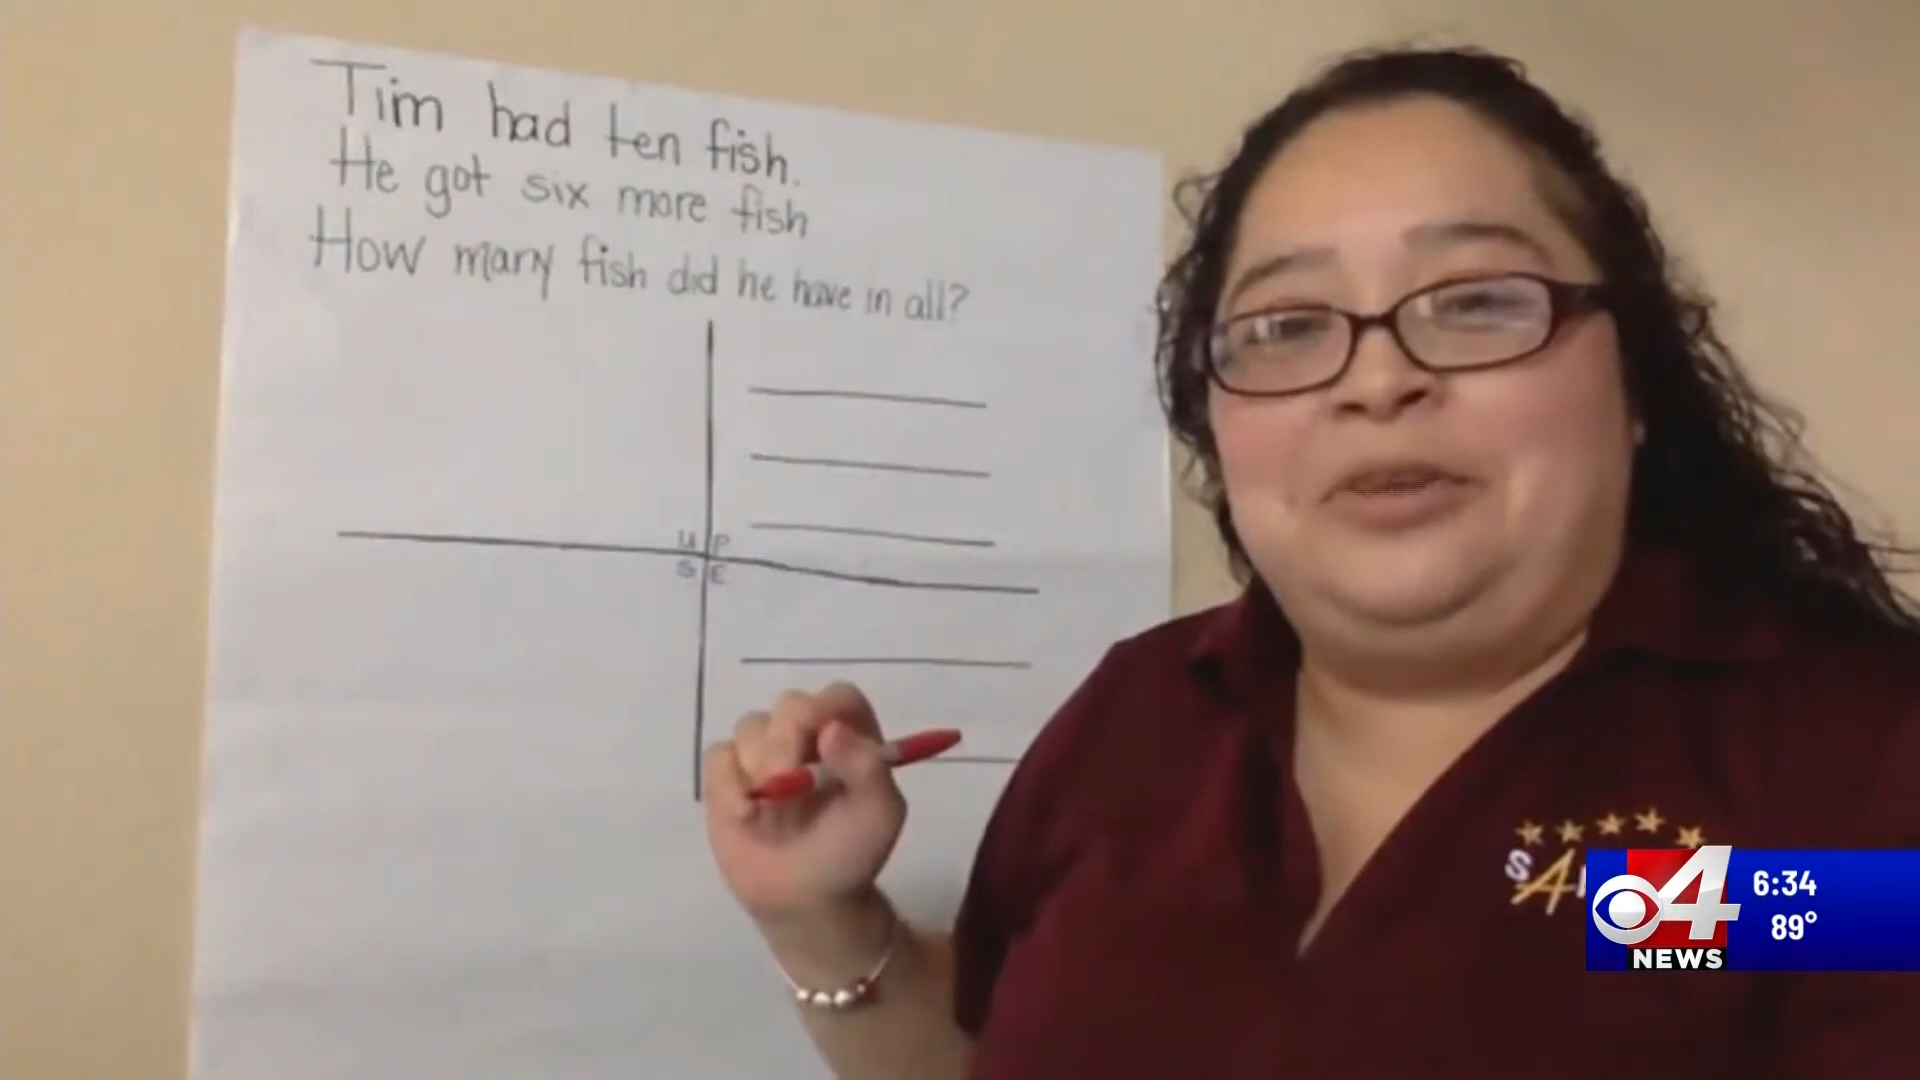 Tim had ten fish.
He got six more fish
How many fish did he have in all?
U P
S E
4
NEWS
6:34
89°